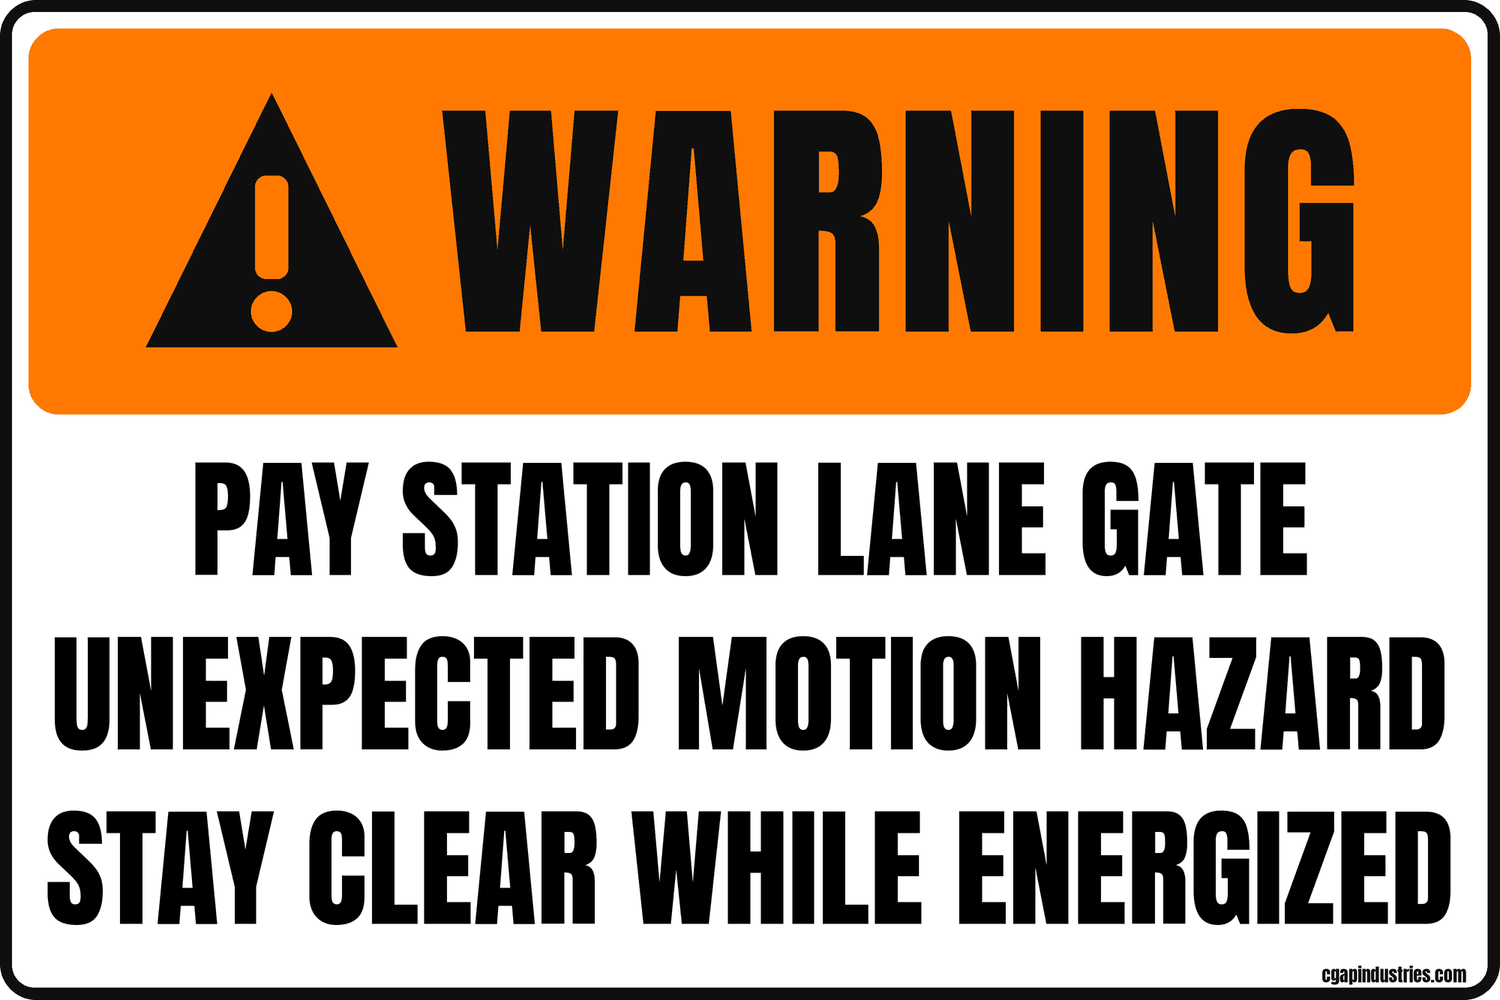 WARNING
PAY STATION LANE GATE
UNEXPECTED MOTION HAZARD
STAY CLEAR WHILE ENERGIZED
cgapindustries.com